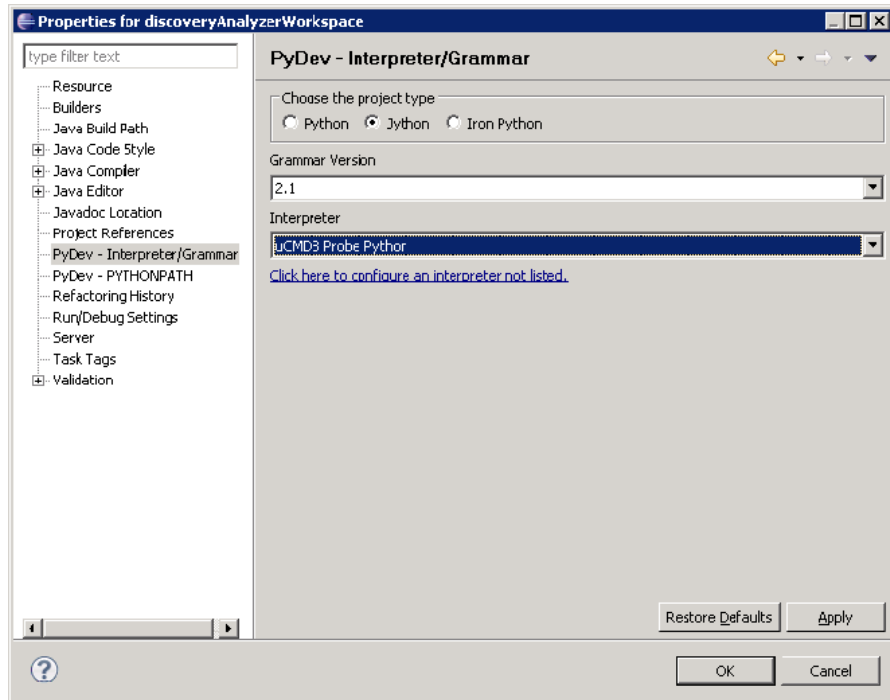 Properties for discoveryAnalyzerWorkspace
type filter text
Resource
Builders
Java Build Path
Java Code Style
Java Compiler
Java Editor
Javadoc Location
Project References
PyDev - Interpreter/Grammar
PyDev - PYTHONPATH
Refactoring History
Run/Debug Settings
Server
Task Tags
Validation
PyDev - Interpreter/Grammar
Choose the project type
Python Jython Iron Python
Grammar Version
2.1
Interpreter
uCMD3 Probe Pythor
Click here to configure an interpreter not listed.
Restore Defaults Apply
? OK Cancel